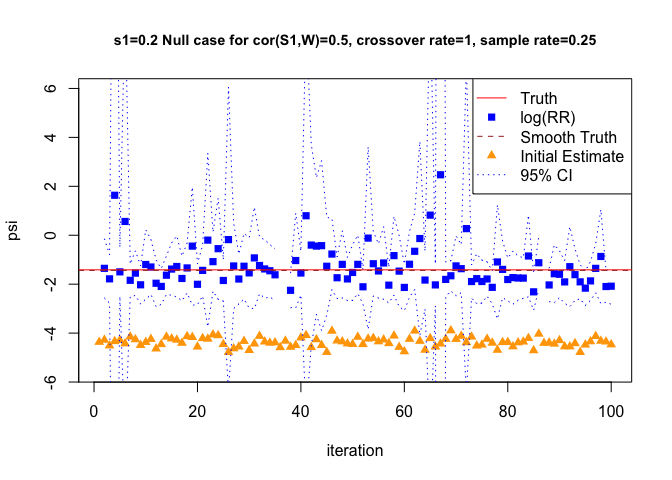 s1=0.2 Null case for cor(S1,W)=0.5, crossover rate=1, sample rate=0.25
Truth
log(RR)
Smooth Truth
Initial Estimate
95% CI
6
4
2
0
-2
-4
-6
psi
0 20 40 60 80 100
iteration